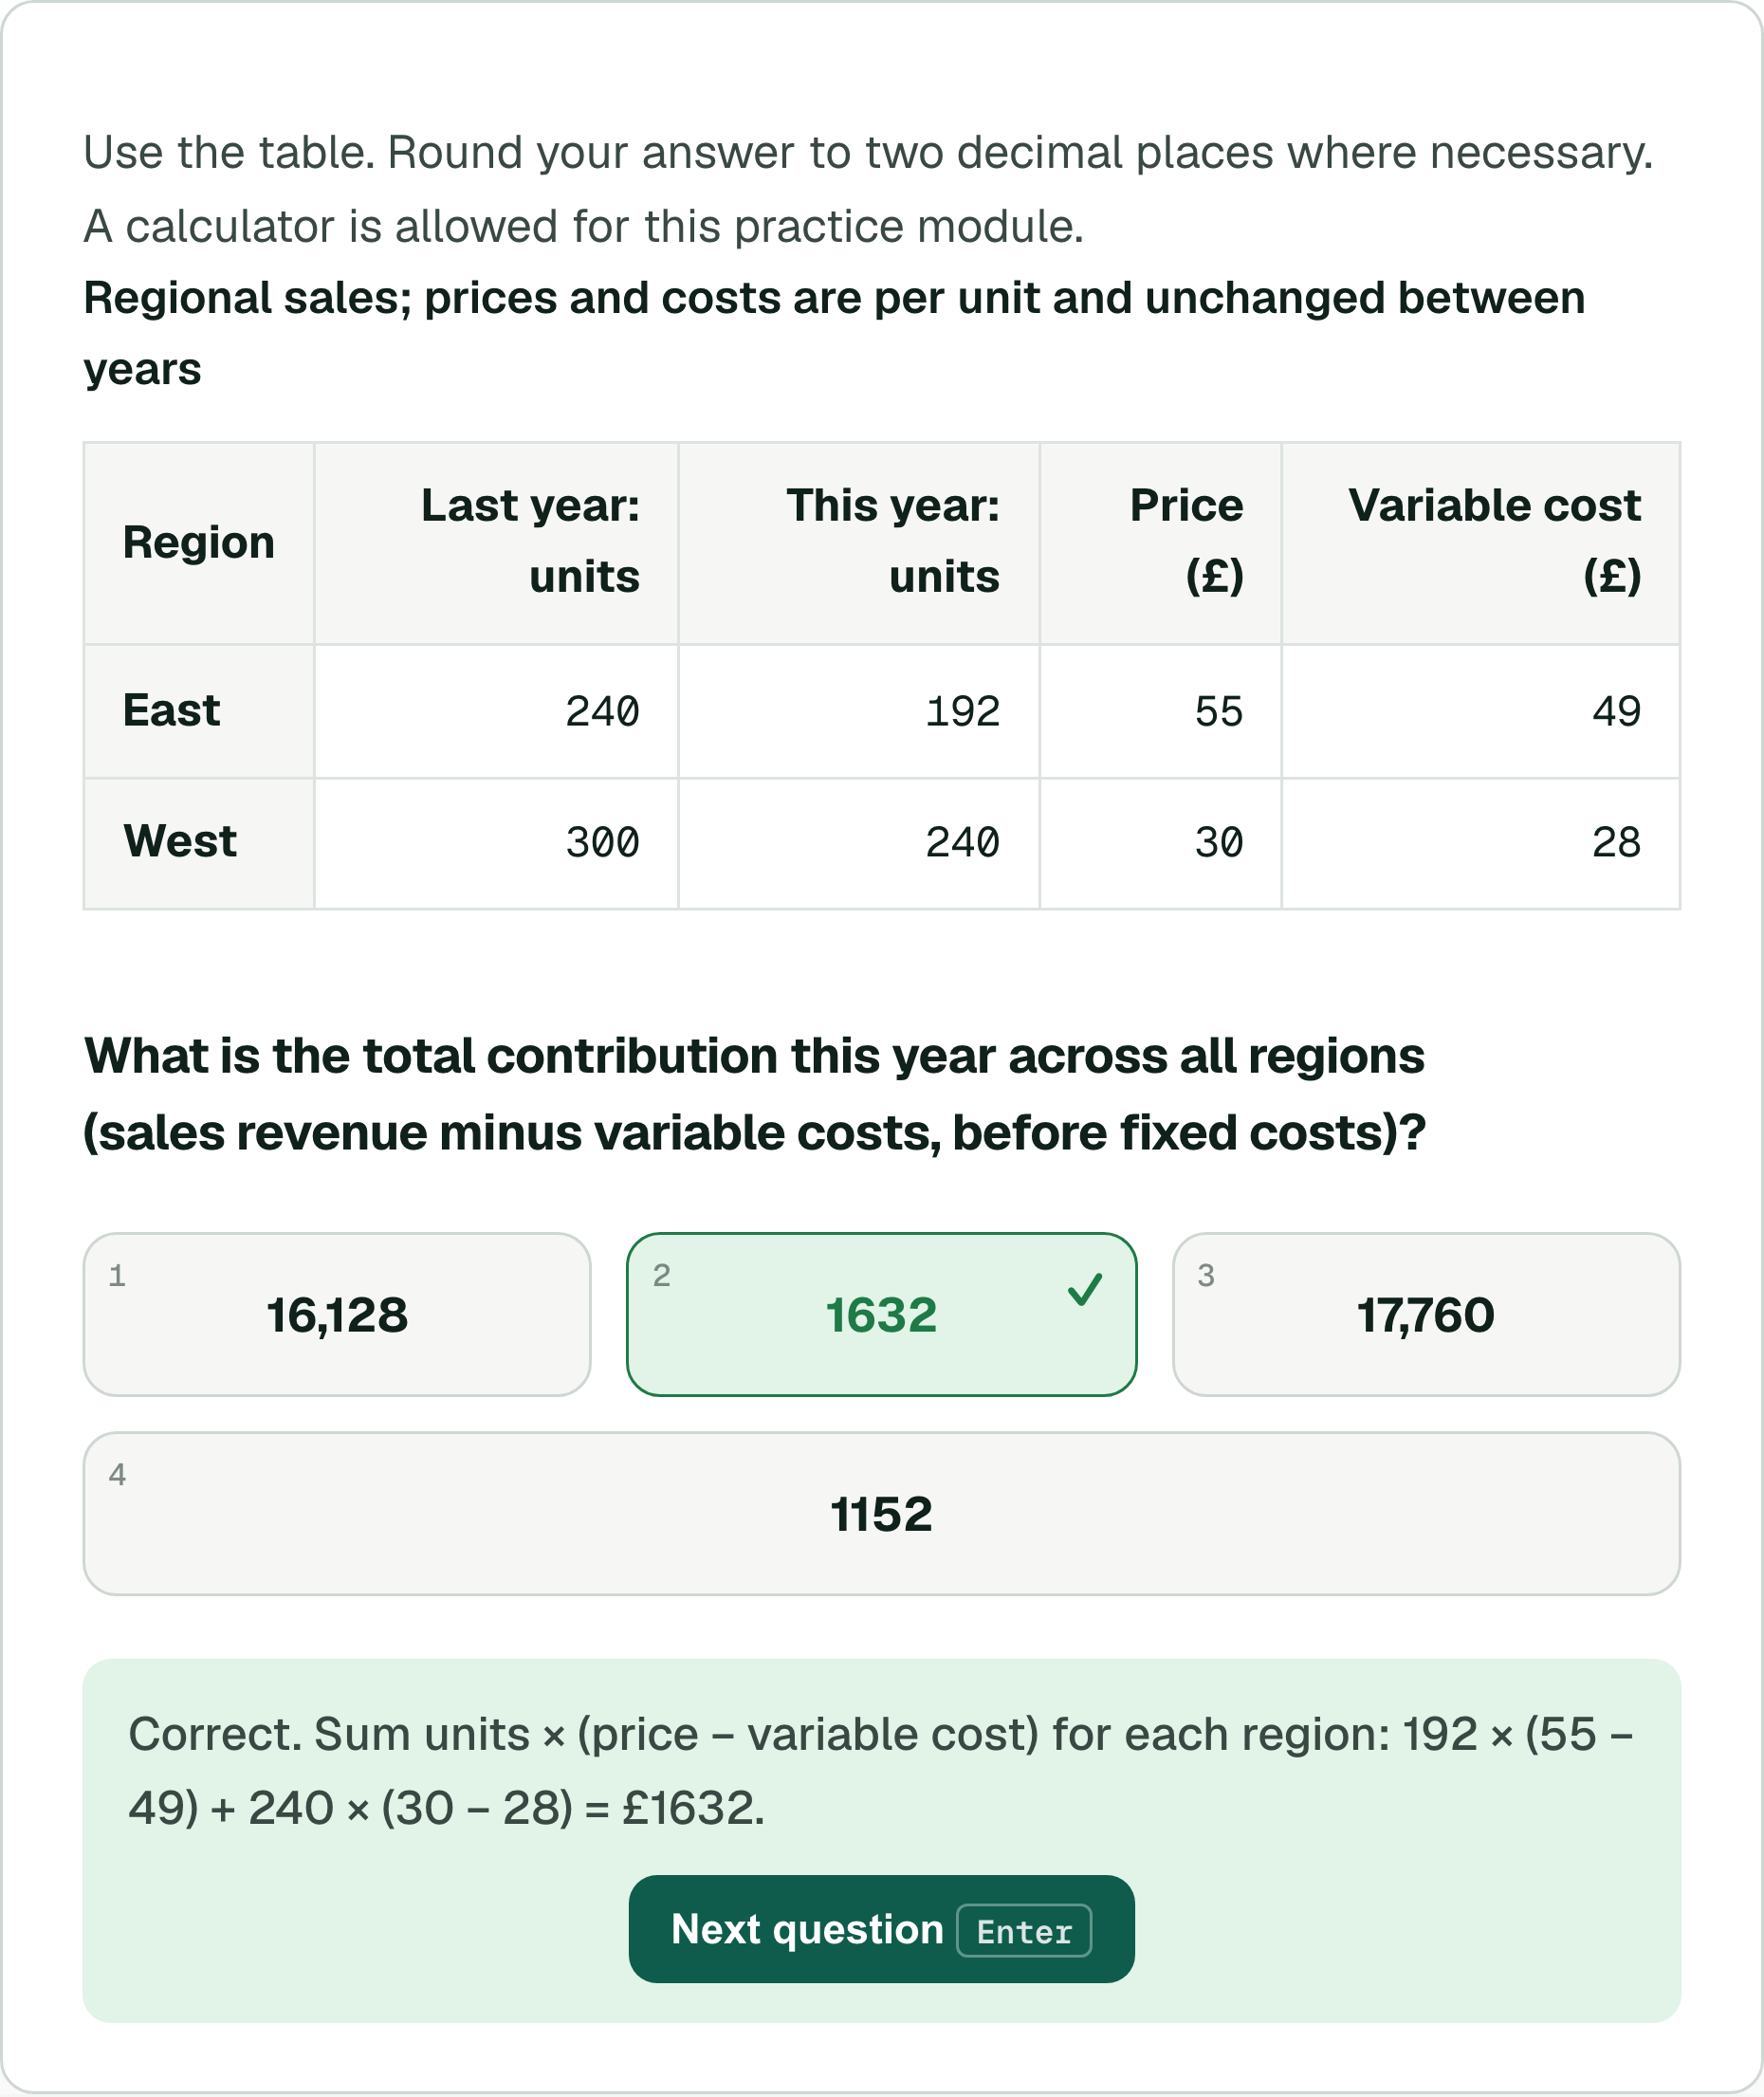 Use the table. Round your answer to two decimal places where necessary.
A calculator is allowed for this practice module.
Regional sales; prices and costs are per unit and unchanged between
years
Region | Last year: units | This year: units | Price (£) | Variable cost (£)
East | 240 | 192 | 55 | 49
West | 300 | 240 | 30 | 28
What is the total contribution this year across all regions
(sales revenue minus variable costs, before fixed costs)?
1 16,128
2 1632 ✓
3 17,760
4 1152
Correct. Sum units × (price – variable cost) for each region: 192 × (55 –
49) + 240 × (30 – 28) = £1632.
Next question Enter